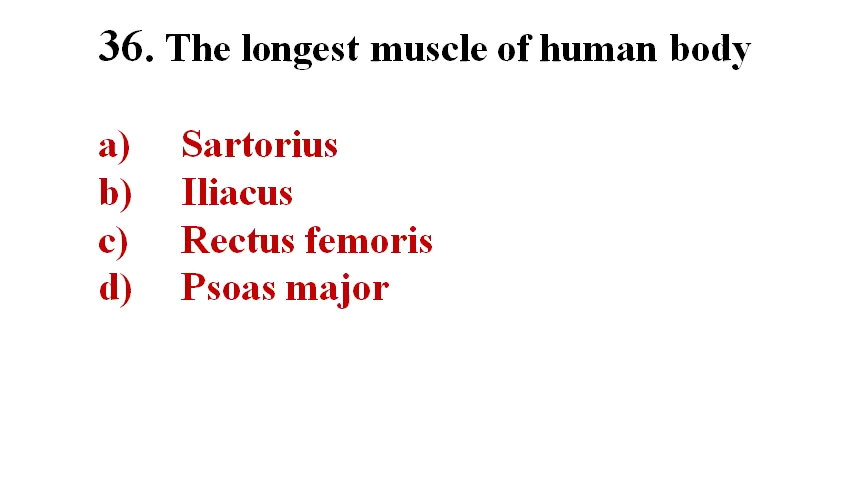 36. The longest muscle of human body
a) Sartorius
b) Iliacus
c) Rectus femoris
d) Psoas major